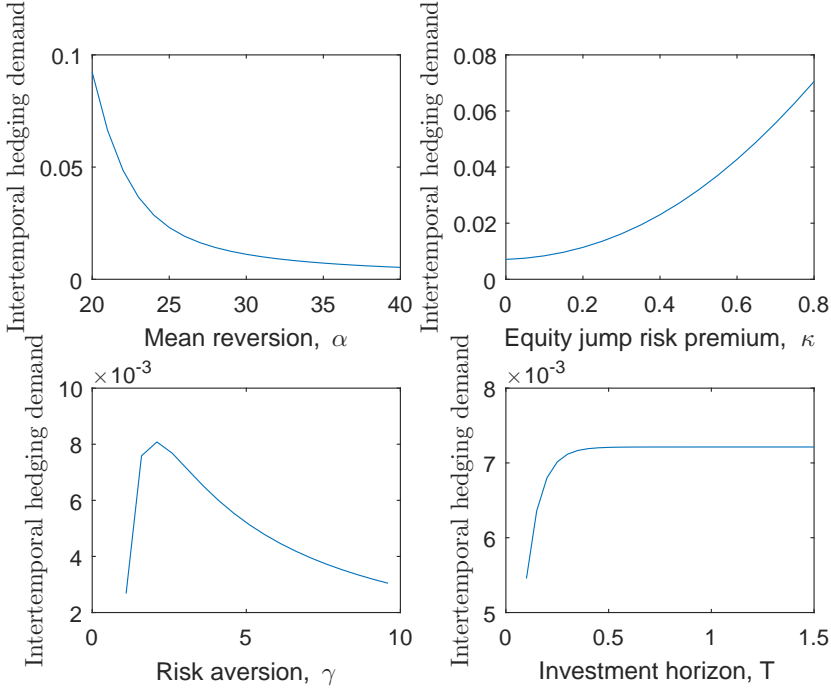 Intertemporal hedging demand
0.1
0.05
0
20 25 30 35 40
Mean reversion, α
Intertemporal hedging demand
0.08
0.06
0.04
0.02
0
0 0.2 0.4 0.6 0.8
Equity jump risk premium, κ
Intertemporal hedging demand
×10⁻³
10
8
6
4
2
0 5 10
Risk aversion, γ
Intertemporal hedging demand
×10⁻³
8
7
6
5
0 0.5 1 1.5
Investment horizon, T